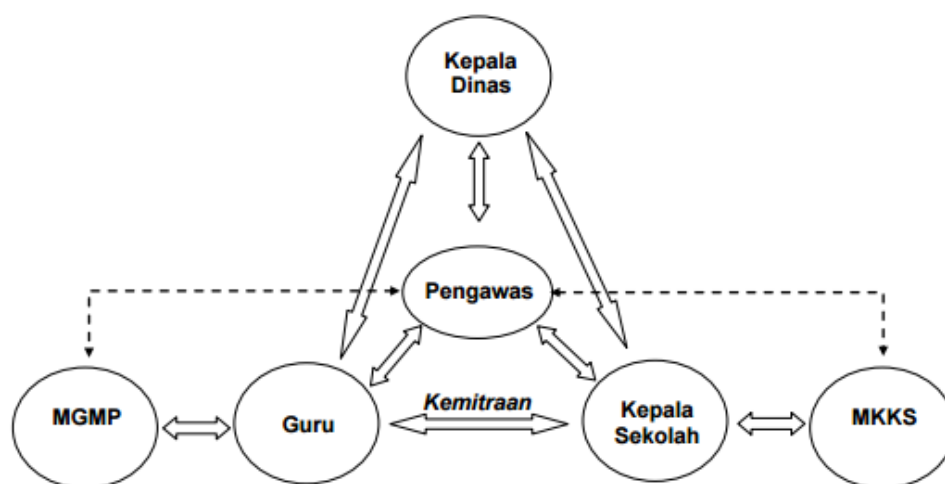 Kepala
Dinas
Pengawas
MGMP
Guru
Kemitraan
Kepala
Sekolah
MKKS